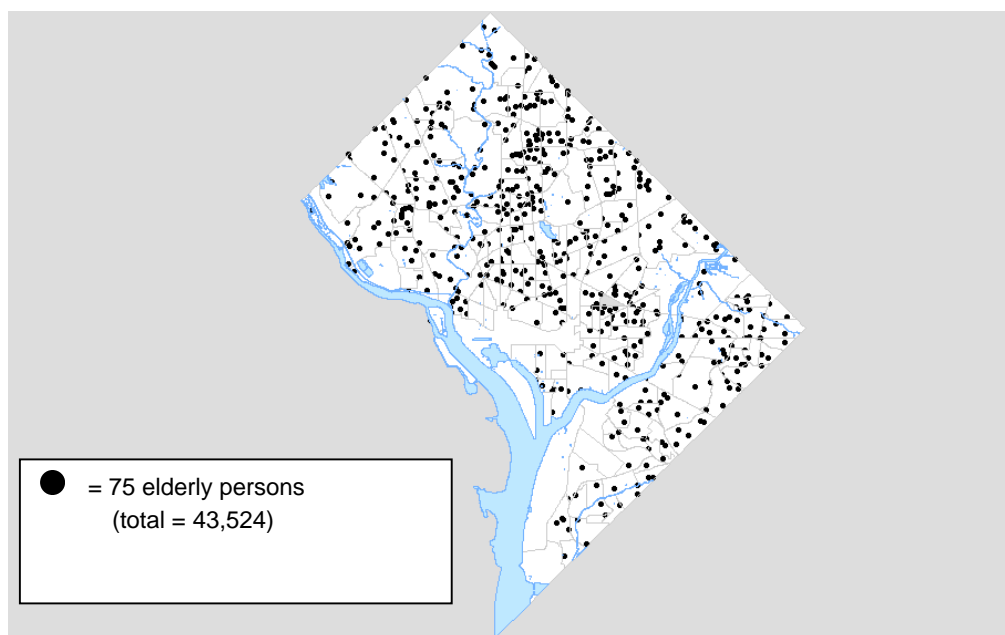 = 75 elderly persons
(total = 43,524)